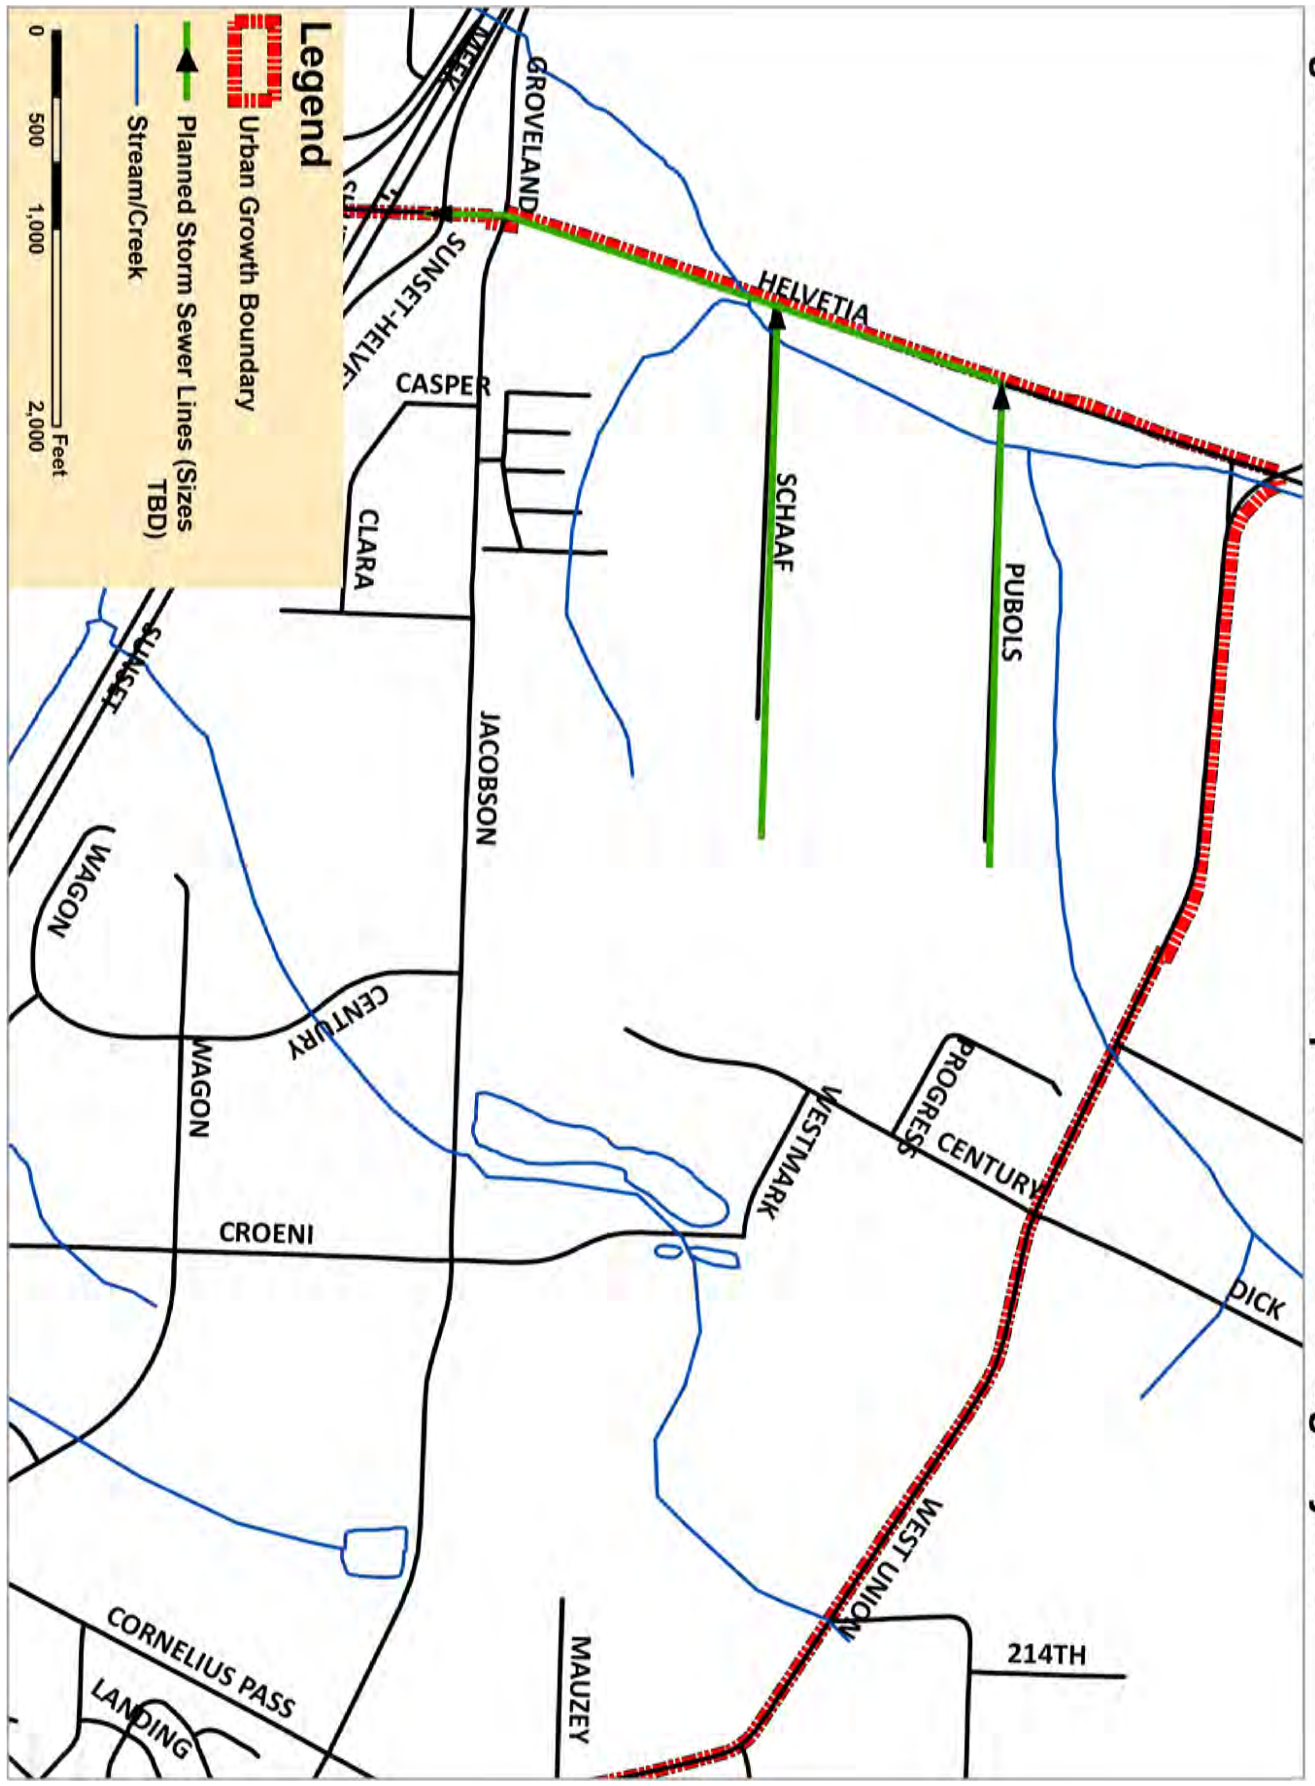 Legend
Urban Growth Boundary
Planned Storm Sewer Lines (Sizes
TBD)
Stream/Creek
0 500 1,000 2,000
Feet
MEEK
GROVELAND
SUNSET-HELVE
HELVETIA
CASPER
CLARA
SCHAAF
PUBOLS
SUNSET
JACOBSON
WAGON
CENTURY
WAGON
PROGRESS
WESTMARK
CENTURY
CROENI
DICK
WEST UNION
214TH
MAUZEY
CORNELIUS PASS
LANDING